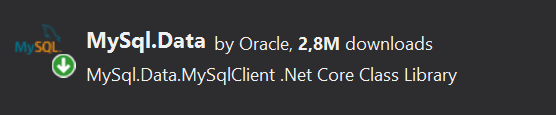 MySql.Data by Oracle, 2,8M downloads
MySQL
MySql.Data.MySqlClient .Net Core Class Library